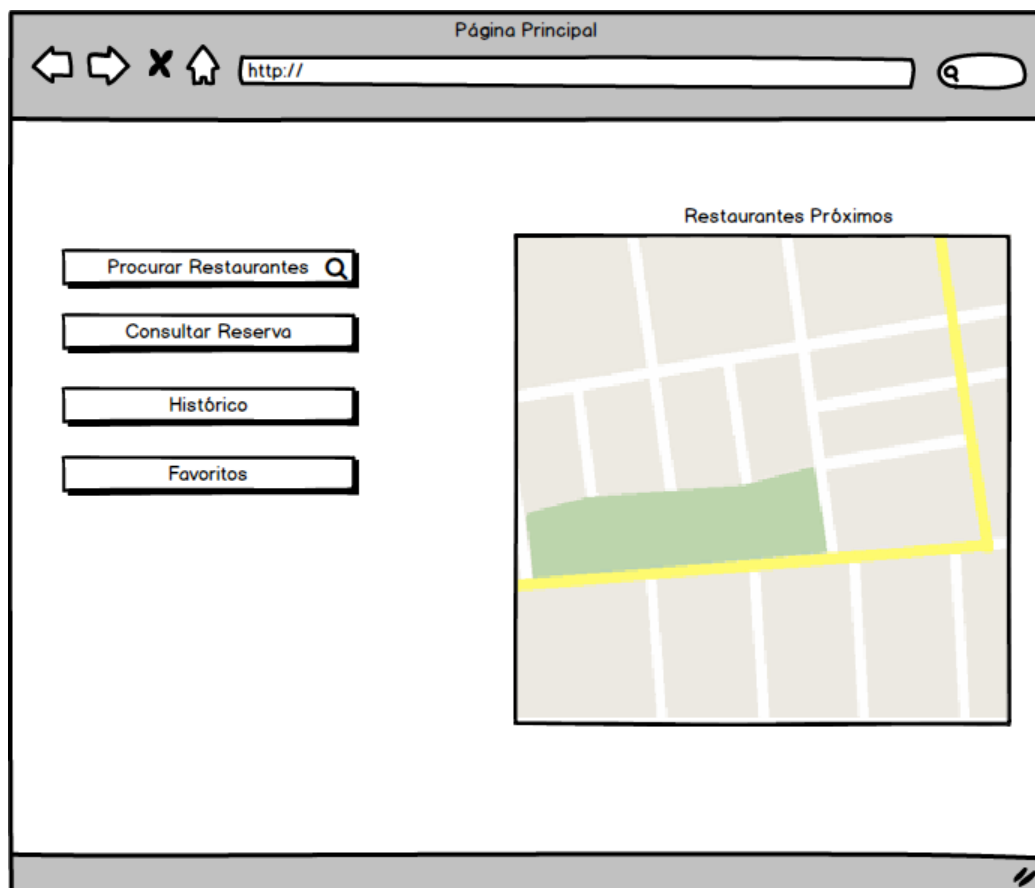 Página Principal
http://
Restaurantes Próximos
Procurar Restaurantes
Consultar Reserva
Histórico
Favoritos